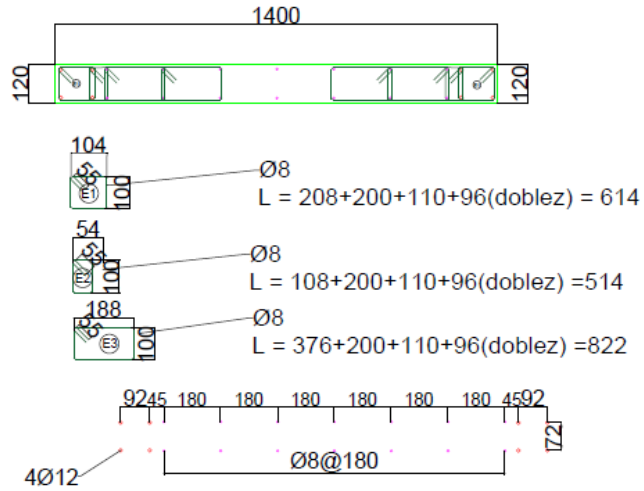 1400
120
120
104
55
E1
100
Ø8
L = 208+200+110+96(doblez) = 614
54
55
E2
100
Ø8
L = 108+200+110+96(doblez) =514
188
55
E3
100
Ø8
L = 376+200+110+96(doblez) =822
92 45 180 180 180 180 180 180 45 92
72
Ø8@180
4Ø12